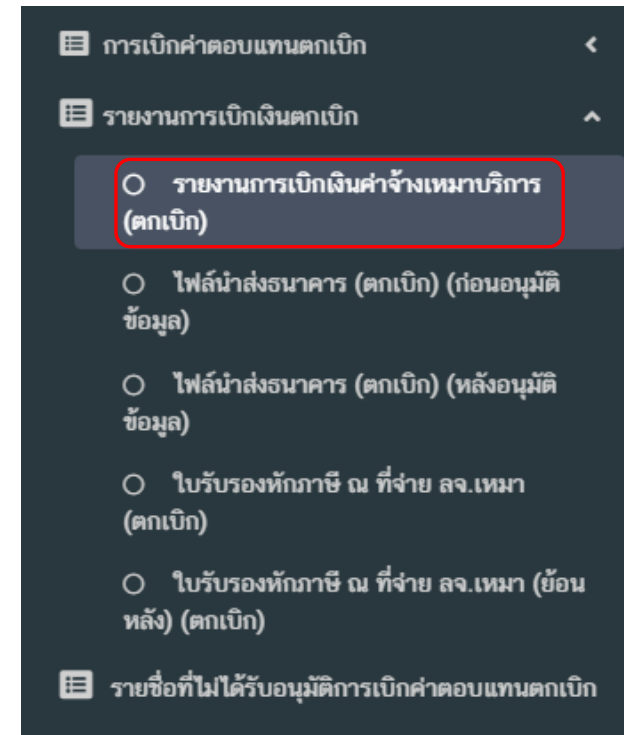 การเบิกค่าตอบแทนตกเบิก
รายงานการเบิกเงินตกเบิก
รายงานการเบิกเงินค่าจ้างเหมาบริการ
(ตกเบิก)
ไฟล์นำส่งธนาคาร (ตกเบิก) (ก่อนอนุมัติ
ข้อมูล)
ไฟล์นำส่งธนาคาร (ตกเบิก) (หลังอนุมัติ
ข้อมูล)
ใบรับรองหักภาษี ณ ที่จ่าย ลจ.เหมา
(ตกเบิก)
ใบรับรองหักภาษี ณ ที่จ่าย ลจ.เหมา (ย้อน
หลัง) (ตกเบิก)
รายชื่อที่ไม่ได้รับอนุมัติการเบิกค่าตอบแทนตกเบิก